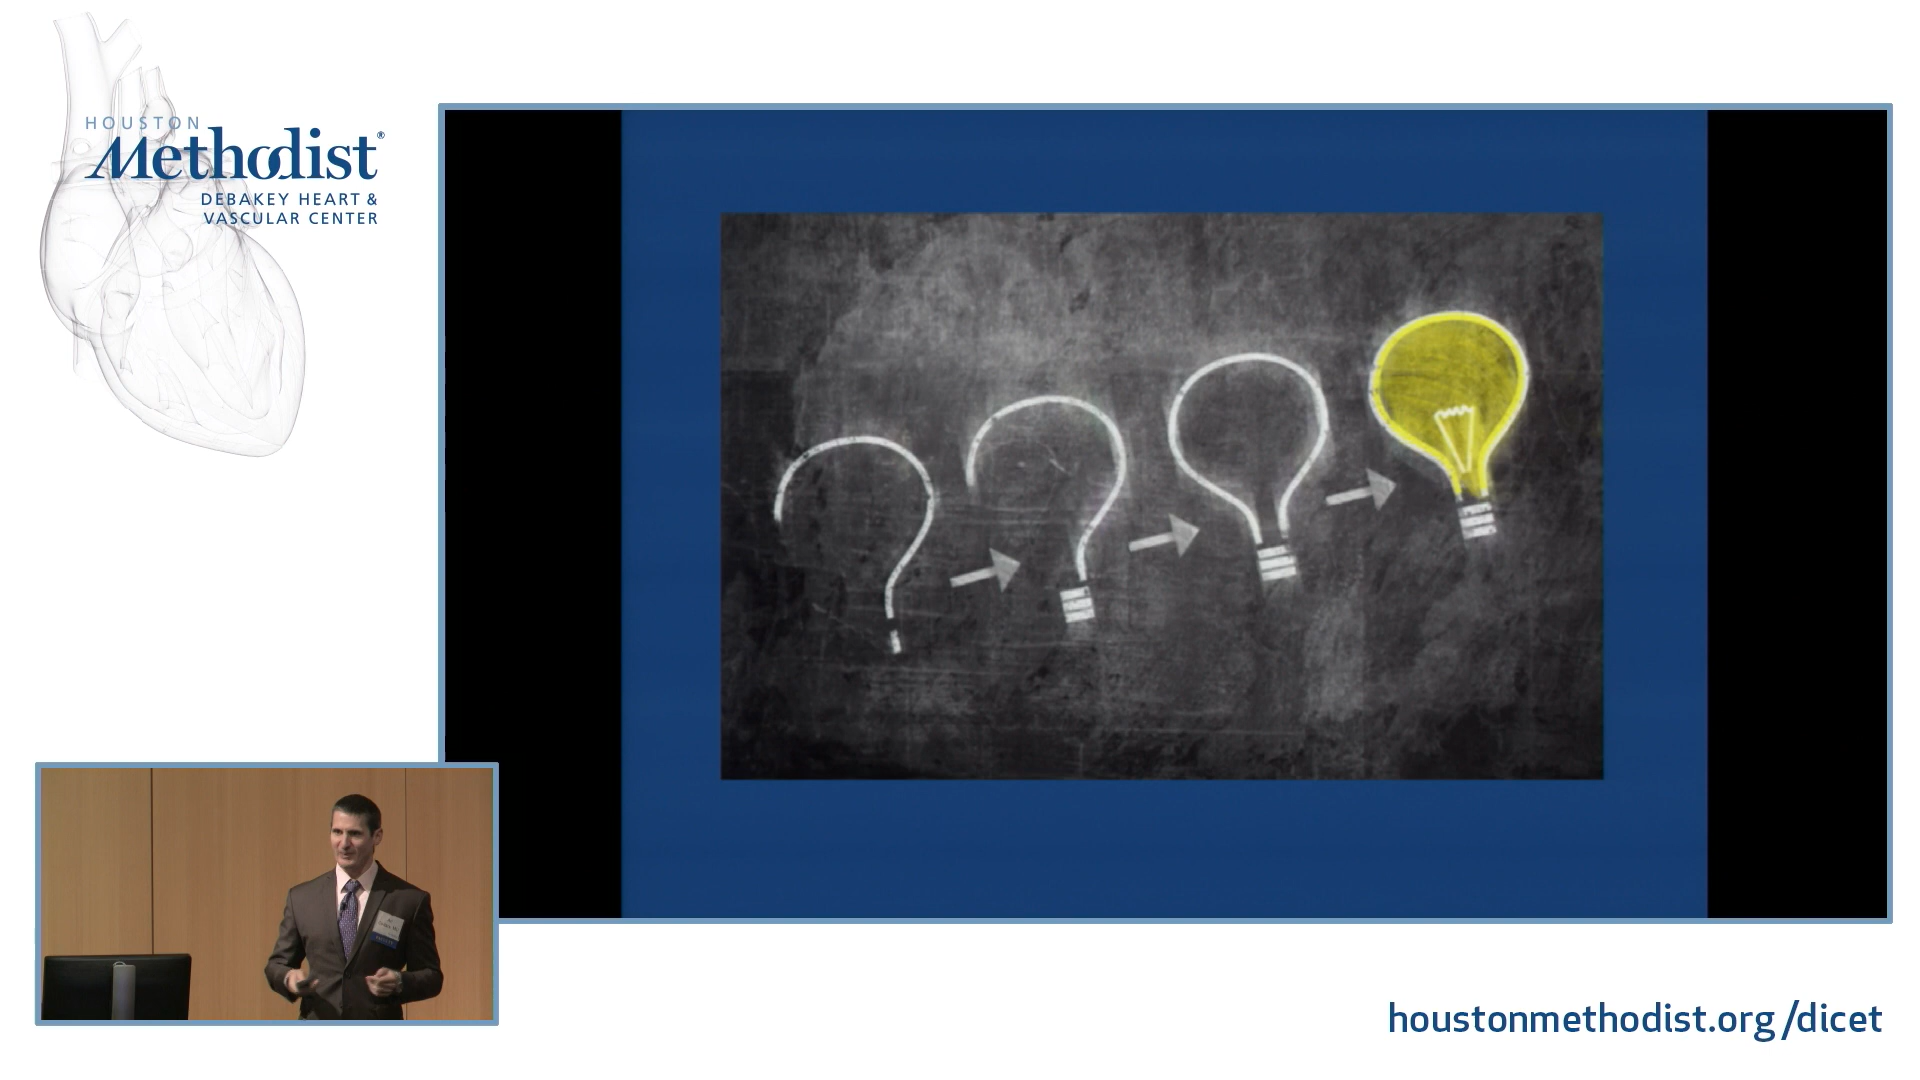 HOUSTON
Methodist®
DEBAKEY HEART &
VASCULAR CENTER
houstonmethodist.org/dicet